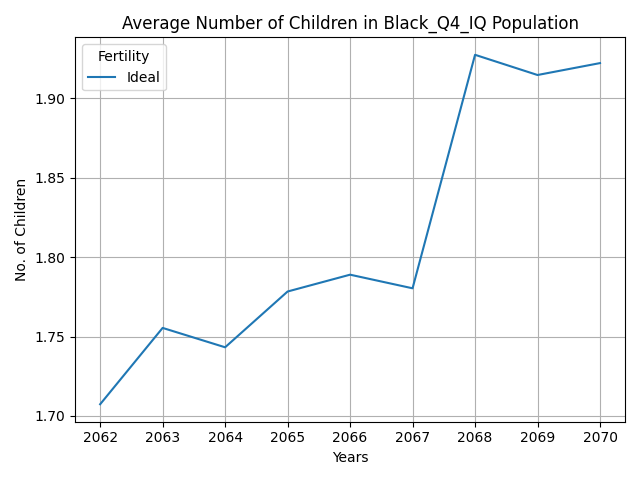 Average Number of Children in Black_Q4_IQ Population
Fertility
Ideal
No. of Children
1.90
1.85
1.80
1.75
1.70
2062 2063 2064 2065 2066 2067 2068 2069 2070
Years